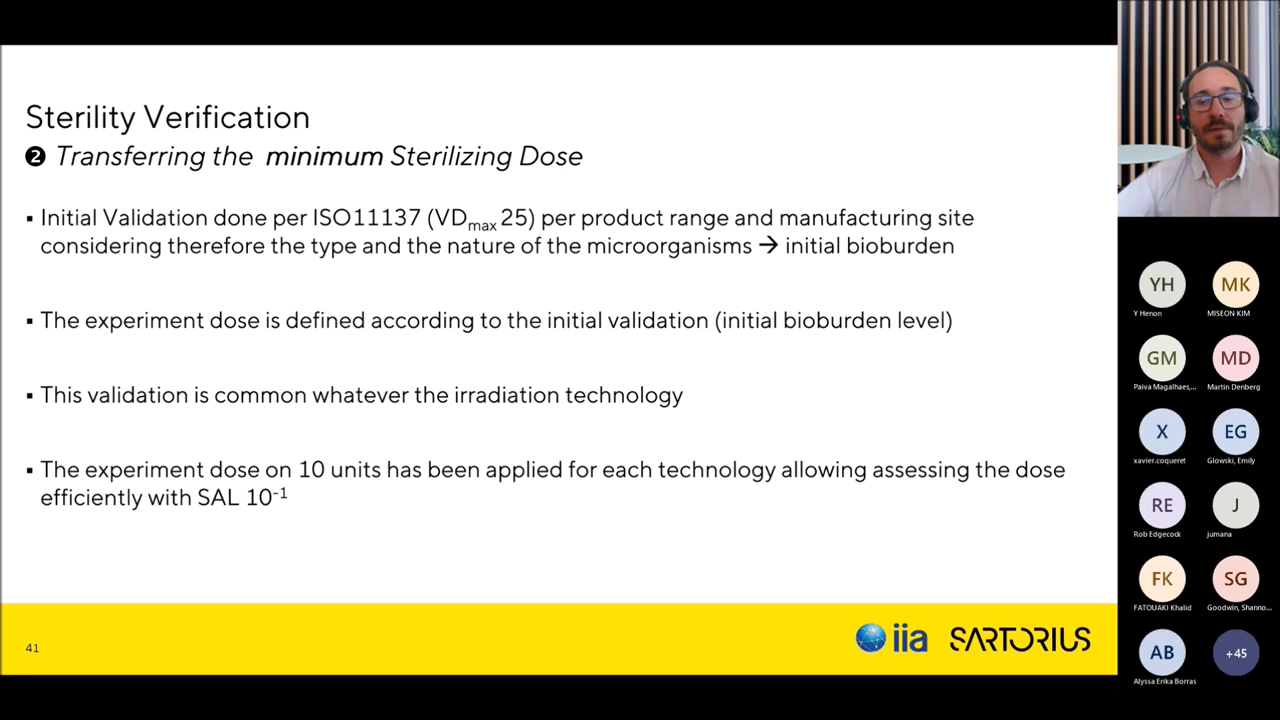 Sterility Verification
❷ Transferring the minimum Sterilizing Dose
▪ Initial Validation done per ISO11137 (VDmax 25) per product range and manufacturing site
considering therefore the type and the nature of the microorganisms → initial bioburden
▪ The experiment dose is defined according to the initial validation (initial bioburden level)
▪ This validation is common whatever the irradiation technology
▪ The experiment dose on 10 units has been applied for each technology allowing assessing the dose
efficiently with SAL 10⁻¹
41
iia SARTORIUS
YH MK
Y Henon MISEON KIM
GM MD
Paiva Magalhaes,... Martin Denberg
X EG
xavier.coqueret Glowski, Emily
RE J
Rob Edgecock jumana
FK SG
FATOUAKI Khalid Goodwin, Shanno...
AB +45
Alyssa Erika Borras